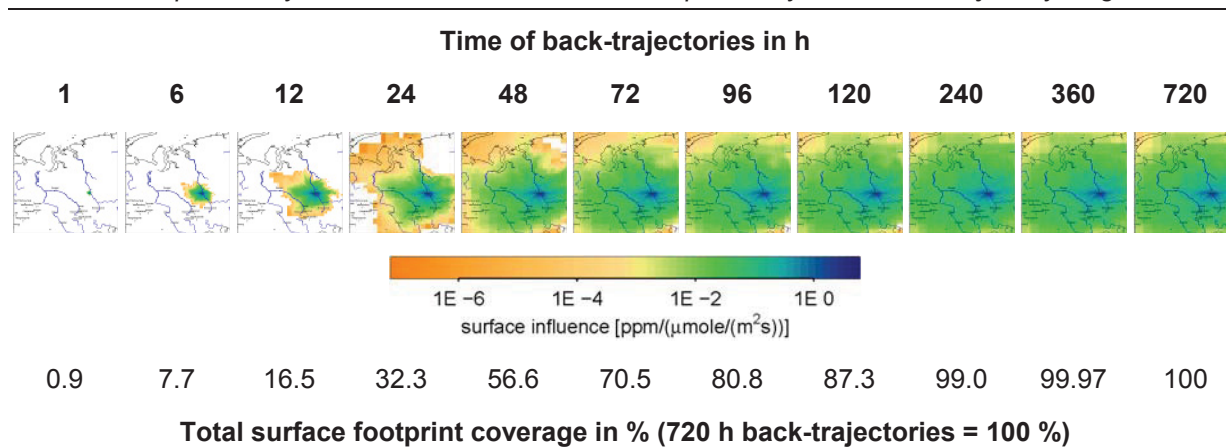 Time of back-trajectories in h
1 6 12 24 48 72 96 120 240 360 720
1E −6 1E −4 1E −2 1E 0
surface influence [ppm/(μmole/(m²s))]
0.9 7.7 16.5 32.3 56.6 70.5 80.8 87.3 99.0 99.97 100
Total surface footprint coverage in % (720 h back-trajectories = 100 %)